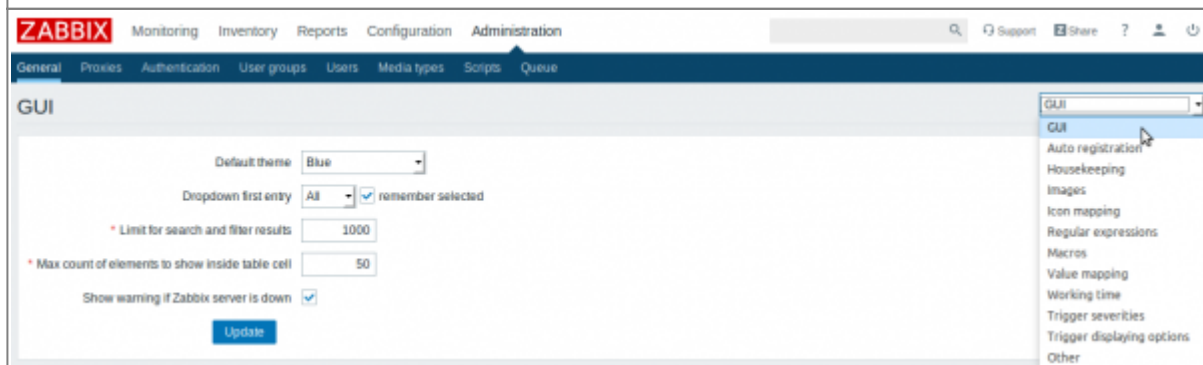 ZABBIX Monitoring Inventory Reports Configuration Administration Support Z Share ?
General Proxies Authentication User groups Users Media types Scripts Queue
GUI
GUI
GUI
Auto registration
Housekeeping
Images
Icon mapping
Regular expressions
Macros
Value mapping
Working time
Trigger severities
Trigger displaying options
Other
Default theme Blue
Dropdown first entry All remember selected
* Limit for search and filter results 1000
* Max count of elements to show inside table cell 50
Show warning if Zabbix server is down
Update